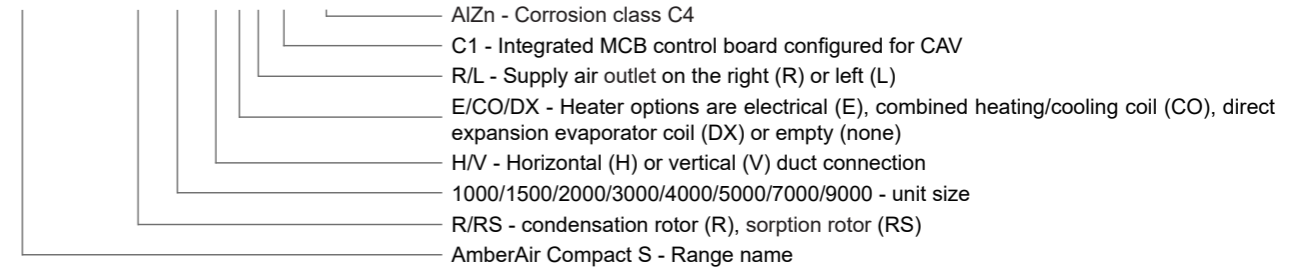 AlZn - Corrosion class C4
C1 - Integrated MCB control board configured for CAV
R/L - Supply air outlet on the right (R) or left (L)
E/CO/DX - Heater options are electrical (E), combined heating/cooling coil (CO), direct
expansion evaporator coil (DX) or empty (none)
H/V - Horizontal (H) or vertical (V) duct connection
1000/1500/2000/3000/4000/5000/7000/9000 - unit size
R/RS - condensation rotor (R), sorption rotor (RS)
AmberAir Compact S - Range name